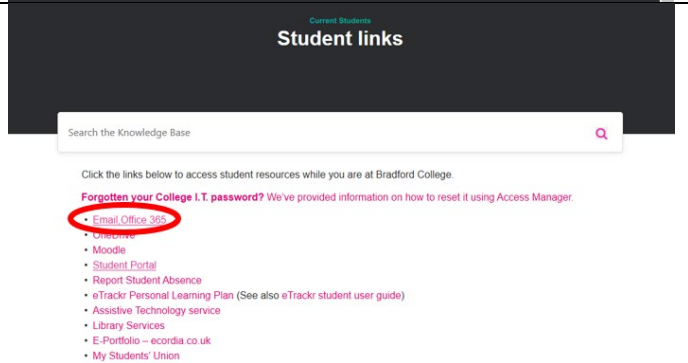 Current Students
Student links
Search the Knowledge Base
Click the links below to access student resources while you are at Bradford College.
Forgotten your College I.T. password? We've provided information on how to reset it using Access Manager.
• Email,Office 365
• OneDrive
• Moodle
• Student Portal
• Report Student Absence
• eTrackr Personal Learning Plan (See also eTrackr student user guide)
• Assistive Technology service
• Library Services
• E-Portfolio – ecordia.co.uk
• My Students' Union